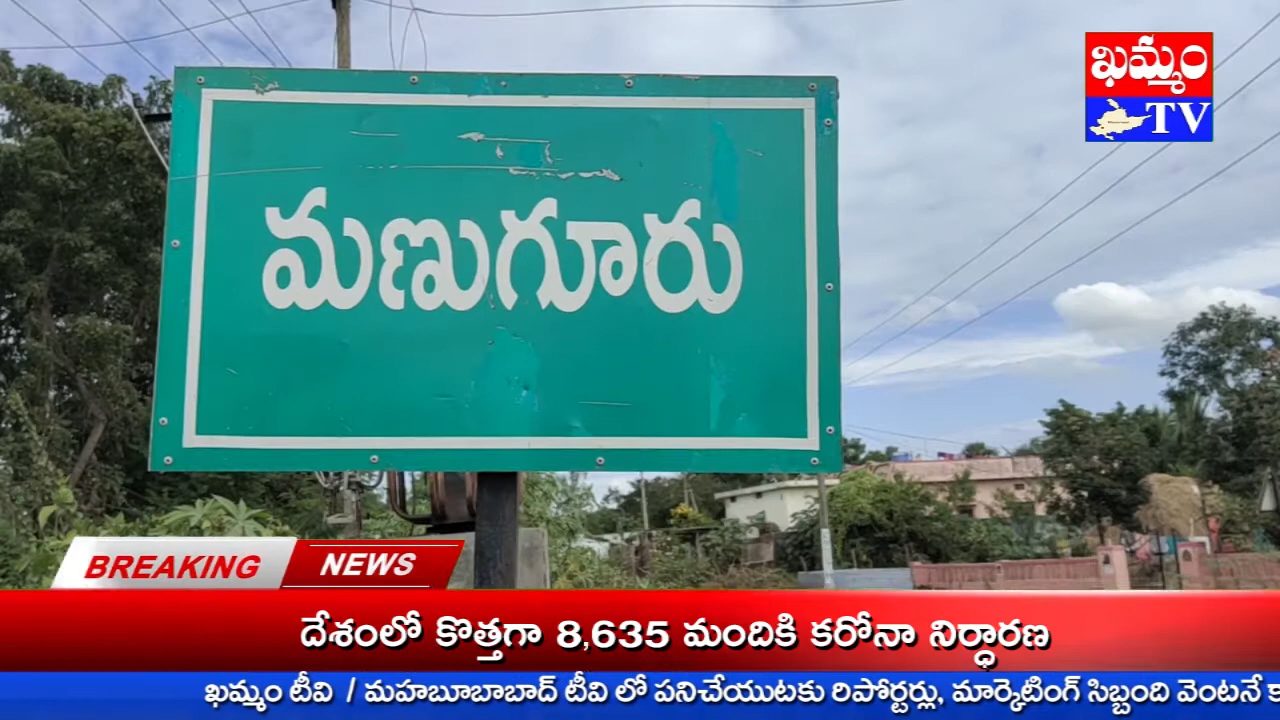 ఖమ్మం
TV
మణుగూరు
BREAKING NEWS
దేశంలో కొత్తగా 8,635 మందికి కరోనా నిర్ధారణ
ఖమ్మం టీవి / మహబూబాబాద్ టీవి లో పనిచేయుటకు రిపోర్టర్లు, మార్కెటింగ్ సిబ్బంది వెంటనే